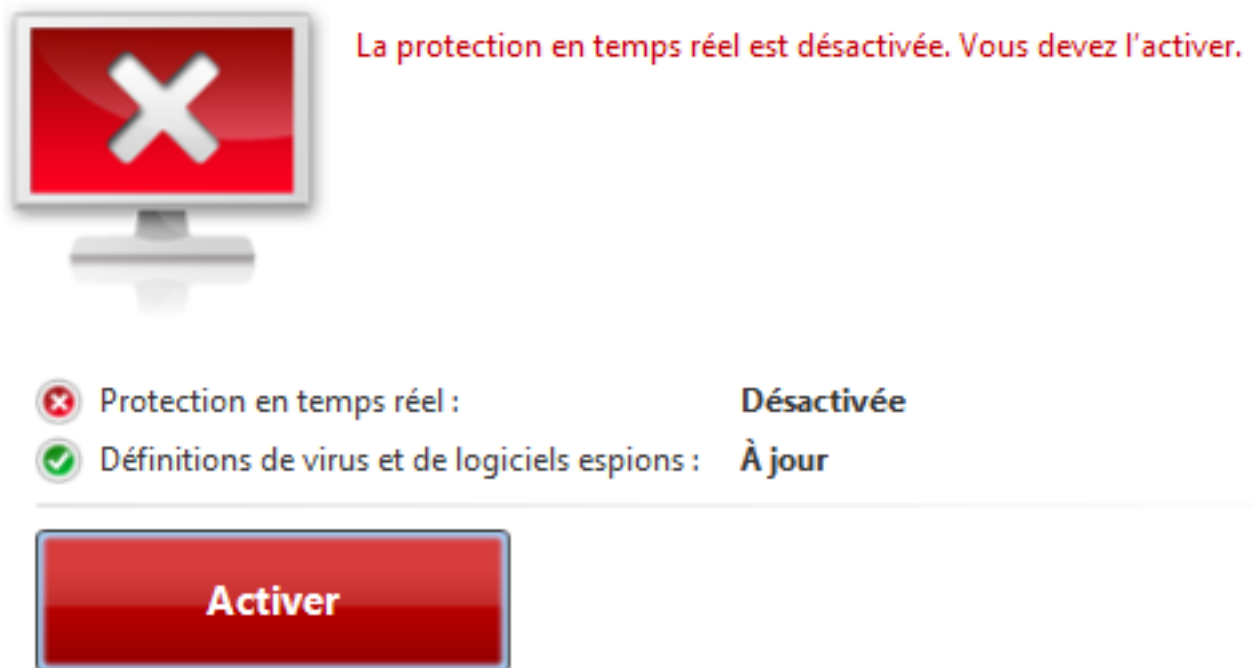 La protection en temps réel est désactivée. Vous devez l'activer.
Protection en temps réel : Désactivée
Définitions de virus et de logiciels espions : À jour
Activer